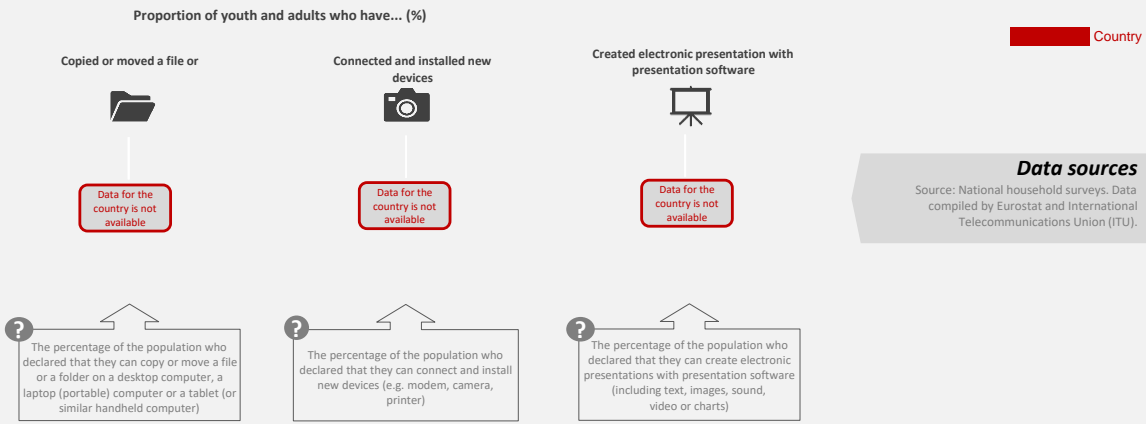 Proportion of youth and adults who have... (%)
Country
Copied or moved a file or
Connected and installed new
devices
Created electronic presentation with
presentation software
Data for the
country is not
available
Data for the
country is not
available
Data for the
country is not
available
Data sources
Source: National household surveys. Data
compiled by Eurostat and International
Telecommunications Union (ITU).
?
The percentage of the population who
declared that they can copy or move a file
or a folder on a desktop computer, a
laptop (portable) computer or a tablet (or
similar handheld computer)
?
The percentage of the population who
declared that they can connect and install
new devices (e.g. modem, camera,
printer)
?
The percentage of the population who
declared that they can create electronic
presentations with presentation software
(including text, images, sound,
video or charts)